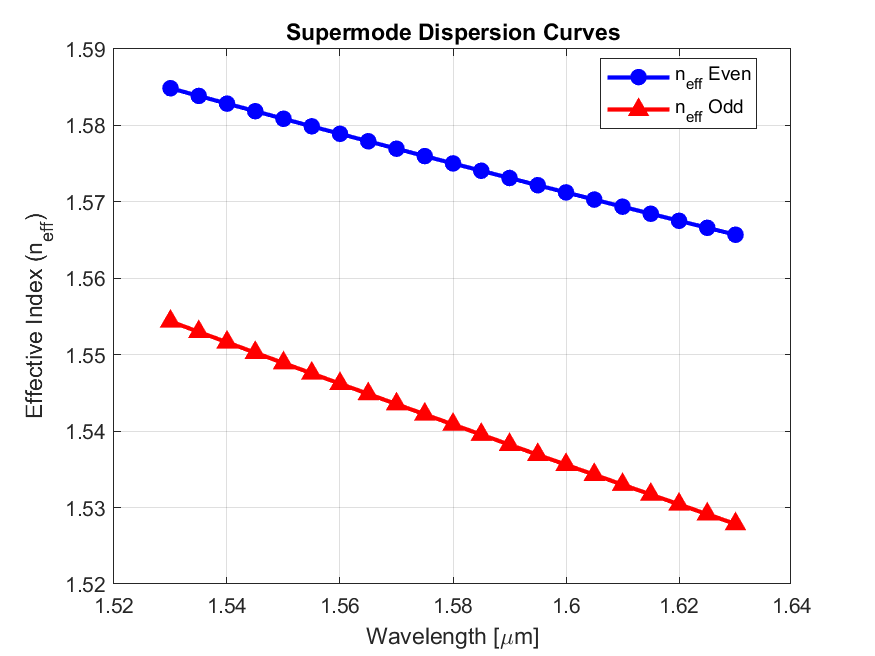 Supermode Dispersion Curves
n_eff Even
n_eff Odd
Effective Index (n_eff)
1.59
1.58
1.57
1.56
1.55
1.54
1.53
1.52
1.52 1.54 1.56 1.58 1.6 1.62 1.64
Wavelength [μm]